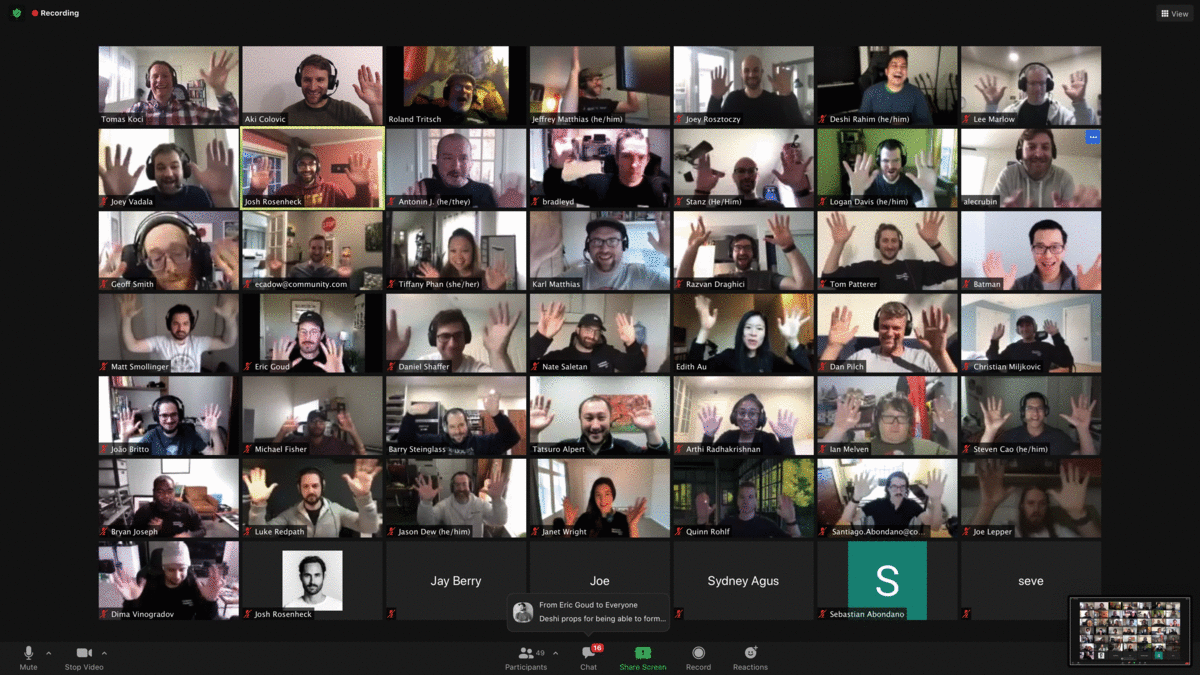 Recording
View
Tomas Koci
Aki Colovic
Roland Tritsch
Jeffrey Matthias (he/him)
Joey Rosztoczy
Deshi Rahim (he/him)
Lee Marlow
Joey Vadala
Josh Rosenheck
Antonin J. (he/they)
bradleyd
Stanz (He/Him)
Logan Davis (he/him)
alecrubin
Geoff Smith
ecadow@community.com
Tiffany Phan (she/her)
Karl Matthias
Razvan Draghici
Tom Patterer
Batman
Matt Smollinger
Eric Goud
Daniel Shaffer
Nate Saletan
Edith Au
Dan Pilch
Christian Miljkovic
João Britto
Michael Fisher
Barry Steinglass
Tatsuro Alpert
Arthi Radhakrishnan
Ian Melven
Steven Cao (he/him)
Bryan Joseph
Luke Redpath
Jason Dew (he/him)
Janet Wright
Quinn Rohlf
Santiago.Abondano@co...
Joe Lepper
Dima Vinogradov
Josh Rosenheck
Jay Berry
Joe
Sydney Agus
S
Sebastian Abondano
seve
From Eric Goud to Everyone
Deshi props for being able to form...
Mute
Stop Video
49
Participants
16
Chat
Share Screen
Record
Reactions